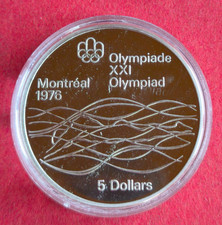 Olympiade
XXI
Olympiad
Montréal
1976
5 Dollars